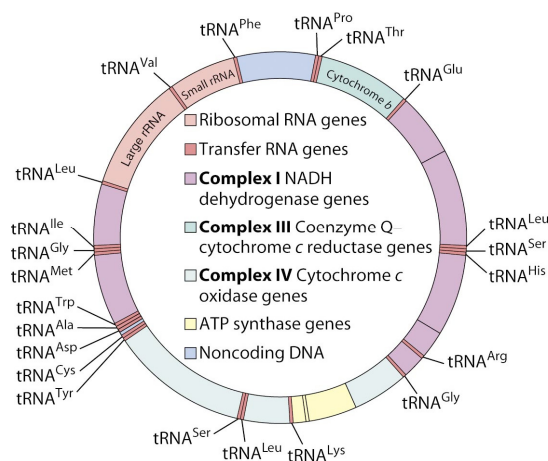 tRNAPhe
tRNAPro
tRNAThr
tRNAVal
Small rRNA
Cytochrome b
tRNAGlu
Large rRNA
Ribosomal RNA genes
Transfer RNA genes
Complex I NADH
dehydrogenase genes
Complex III Coenzyme Q–
cytochrome c reductase genes
Complex IV Cytochrome c
oxidase genes
ATP synthase genes
Noncoding DNA
tRNALeu
tRNAIle
tRNAGly
tRNAMet
tRNATrp
tRNAAla
tRNAAsp
tRNACys
tRNATyr
tRNALeu
tRNASer
tRNAHis
tRNAArg
tRNAGly
tRNASer
tRNALeu
tRNALys